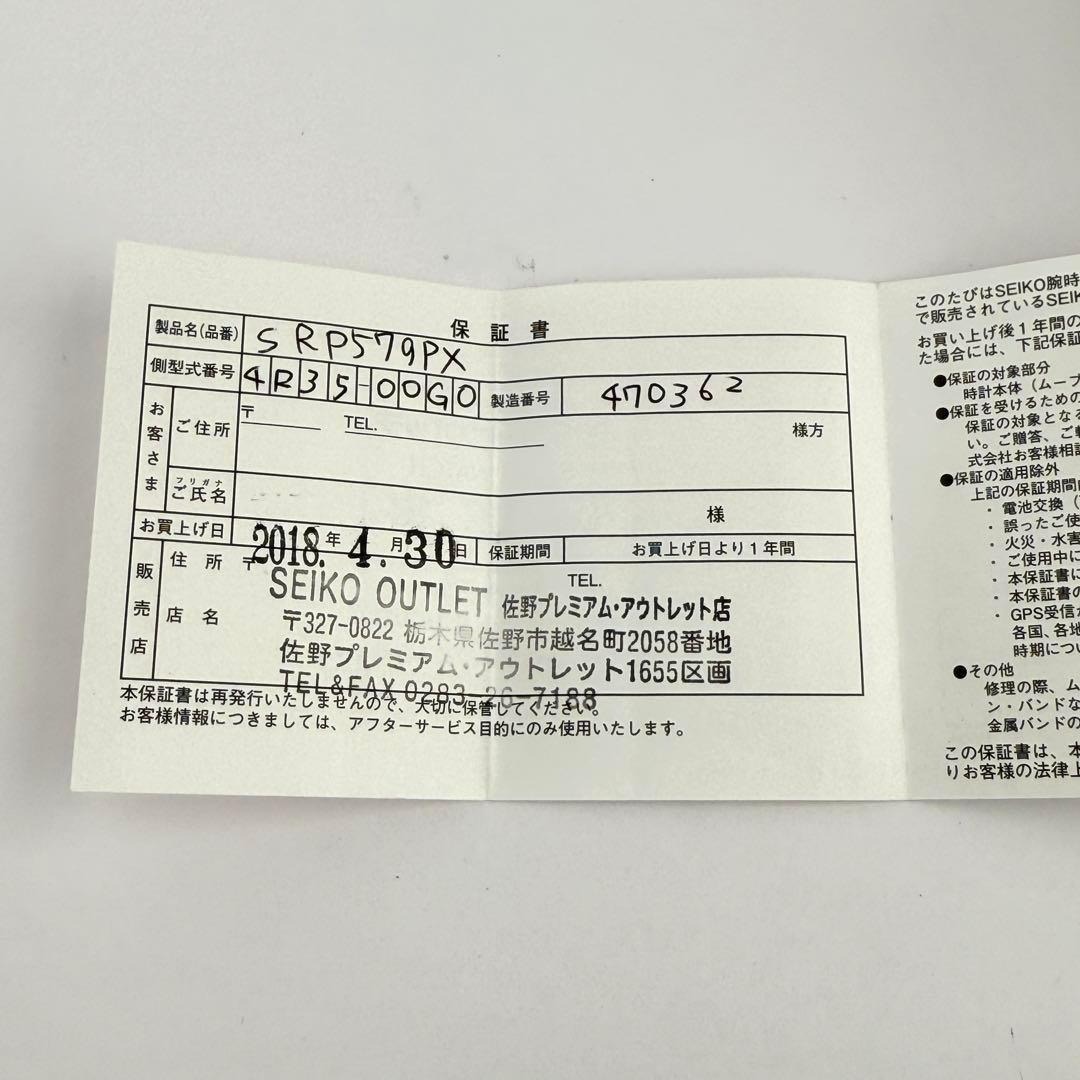 保証書
製品名(品番) SRP579PX
側型式番号 4R35-00G0 製造番号 470362
お客さま
ご住所 〒 TEL. 様方
フリガナ
ご氏名 様
お買上げ日 2018.年 4.月 30日 保証期間 お買上げ日より1年間
販売店
住所 〒 TEL.
SEIKO OUTLET 佐野プレミアム・アウトレット店
店名
〒327-0822 栃木県佐野市越名町2058番地
佐野プレミアム・アウトレット1655区画
TEL&FAX 0283-26-7188
本保証書は再発行いたしませんので、大切に保管してください。
お客様情報につきましては、アフターサービス目的にのみ使用いたします。
このたびはSEIKO腕時
で販売されているSEIK
お買い上げ後1年間の
た場合には、下記保証
●保証の対象部分
時計本体(ムーブ
●保証を受けるための
保証の対象となる
い。ご贈答、ご
式会社お客様相談
●保証の適用除外
上記の保証期間
・電池交換(
・誤ったご使
・火災・水害
・ご使用中に
・本保証書に
・本保証書の
・GPS受信
各国、各地
時期につい
●その他
修理の際、ム
ン・バンドな
金属バンドの
この保証書は、本
りお客様の法律上